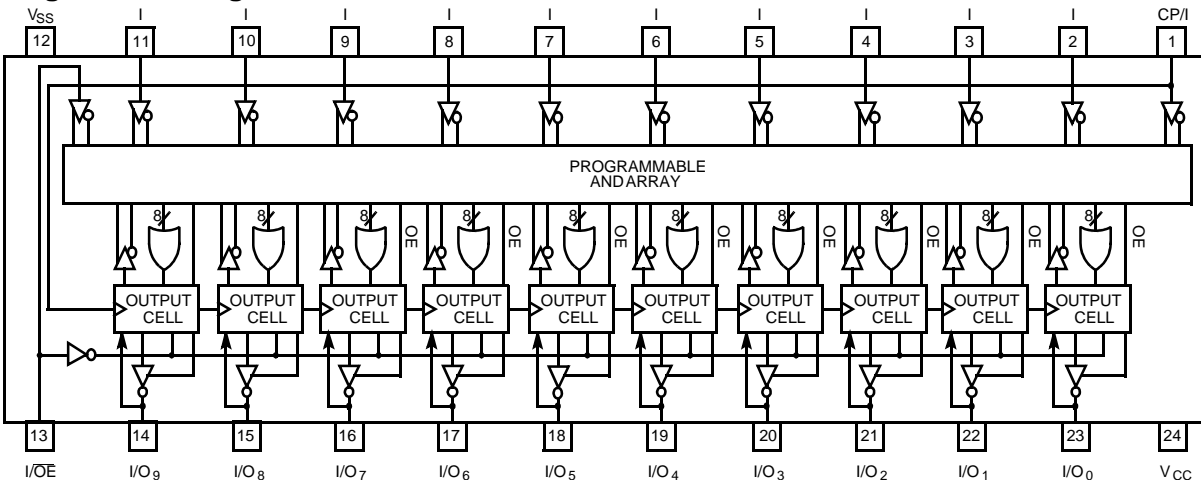 VSS I I I I I I I I I I CP/I
12 11 10 9 8 7 6 5 4 3 2 1
PROGRAMMABLE
AND ARRAY
8 8 8 8 8 8 8 8 8 8
OE OE OE OE OE OE OE OE
OUTPUT OUTPUT OUTPUT OUTPUT OUTPUT OUTPUT OUTPUT OUTPUT OUTPUT OUTPUT
CELL CELL CELL CELL CELL CELL CELL CELL CELL CELL
13 14 15 16 17 18 19 20 21 22 23 24
I/OE I/O9 I/O8 I/O7 I/O6 I/O5 I/O4 I/O3 I/O2 I/O1 I/O0 VCC